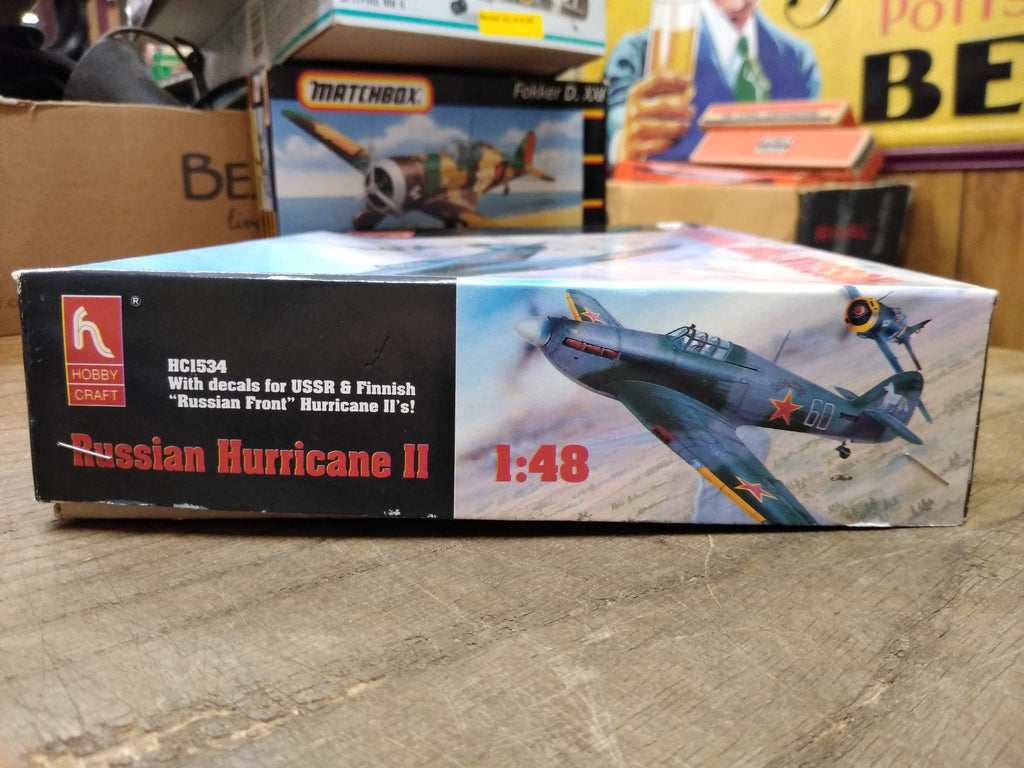 MATCHBOX
Fokker D. XXI
POTTS
BE
BE
h
®
HOBBY
CRAFT
HC1534
With decals for USSR & Finnish
"Russian Front" Hurricane II's!
Russian Hurricane II
1:48
60